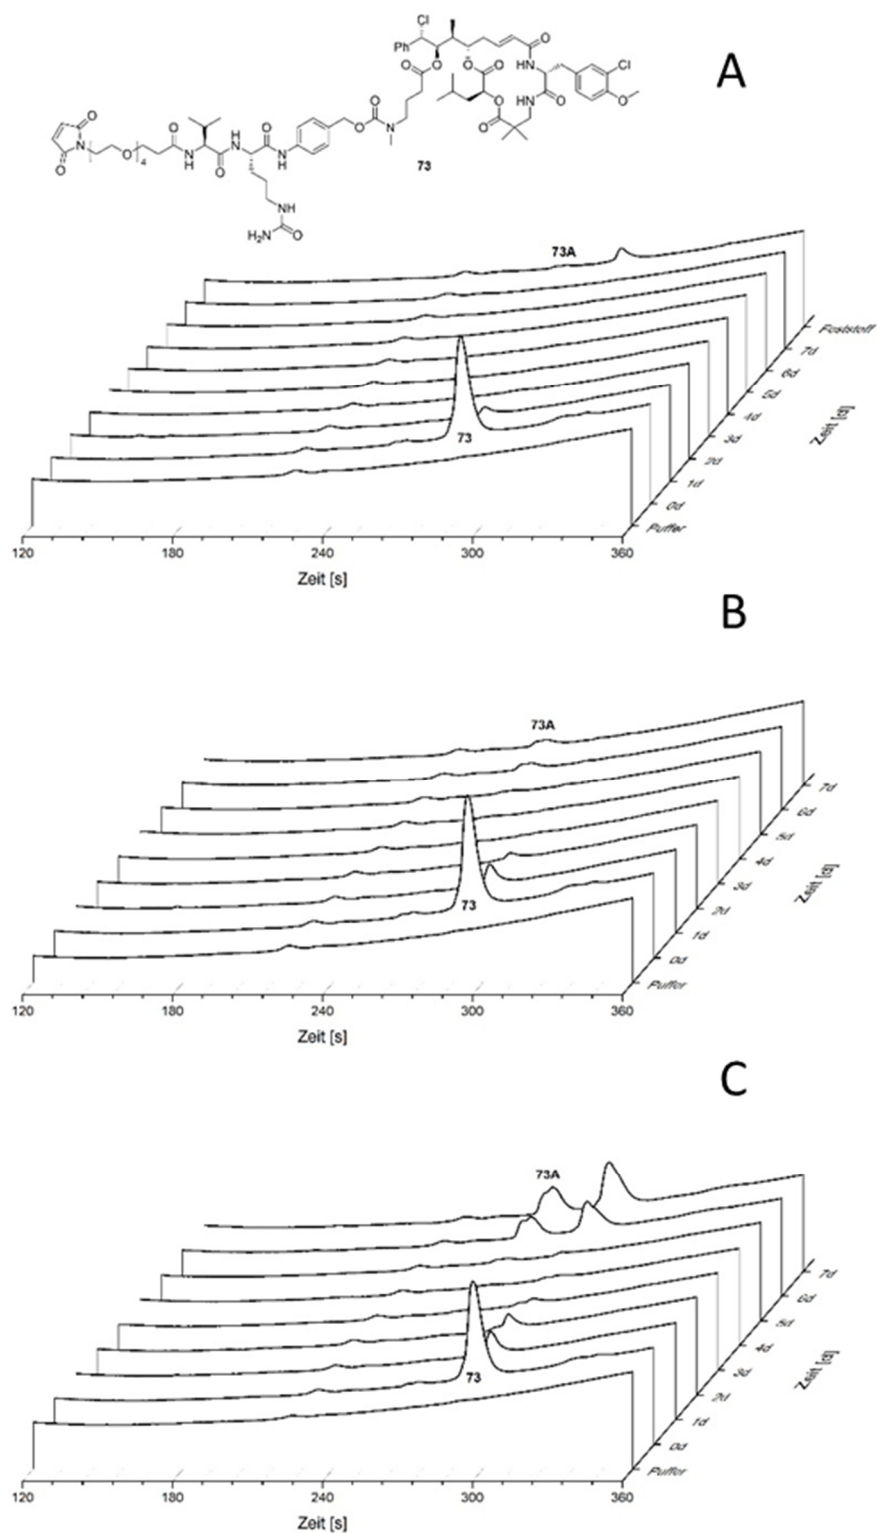 A
Cl
Ph
O
O
HN
Cl
O
O
O
O
HN
O
O
O
O
N
O
O
N
O
4
O
N
H
O
H
N
O
N
H
O
O
N
73
NH
H2N
O
73A
73
Feststoff
7d
6d
5d
4d
3d
2d
1d
0d
Puffer
Zeit [d]
120 180 240 300 360
Zeit [s]
B
73A
73
7d
6d
5d
4d
3d
2d
1d
0d
Puffer
Zeit [d]
120 180 240 300 360
Zeit [s]
C
73A
73
7d
6d
5d
4d
3d
2d
1d
0d
Puffer
Zeit [d]
120 180 240 300 360
Zeit [s]